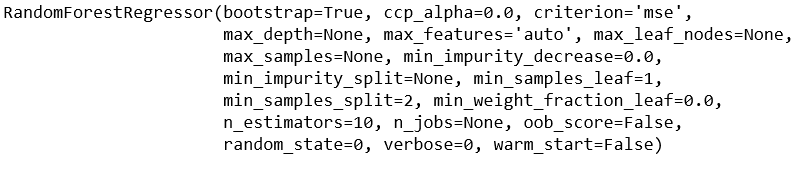 RandomForestRegressor(bootstrap=True, ccp_alpha=0.0, criterion='mse',
max_depth=None, max_features='auto', max_leaf_nodes=None,
max_samples=None, min_impurity_decrease=0.0,
min_impurity_split=None, min_samples_leaf=1,
min_samples_split=2, min_weight_fraction_leaf=0.0,
n_estimators=10, n_jobs=None, oob_score=False,
random_state=0, verbose=0, warm_start=False)